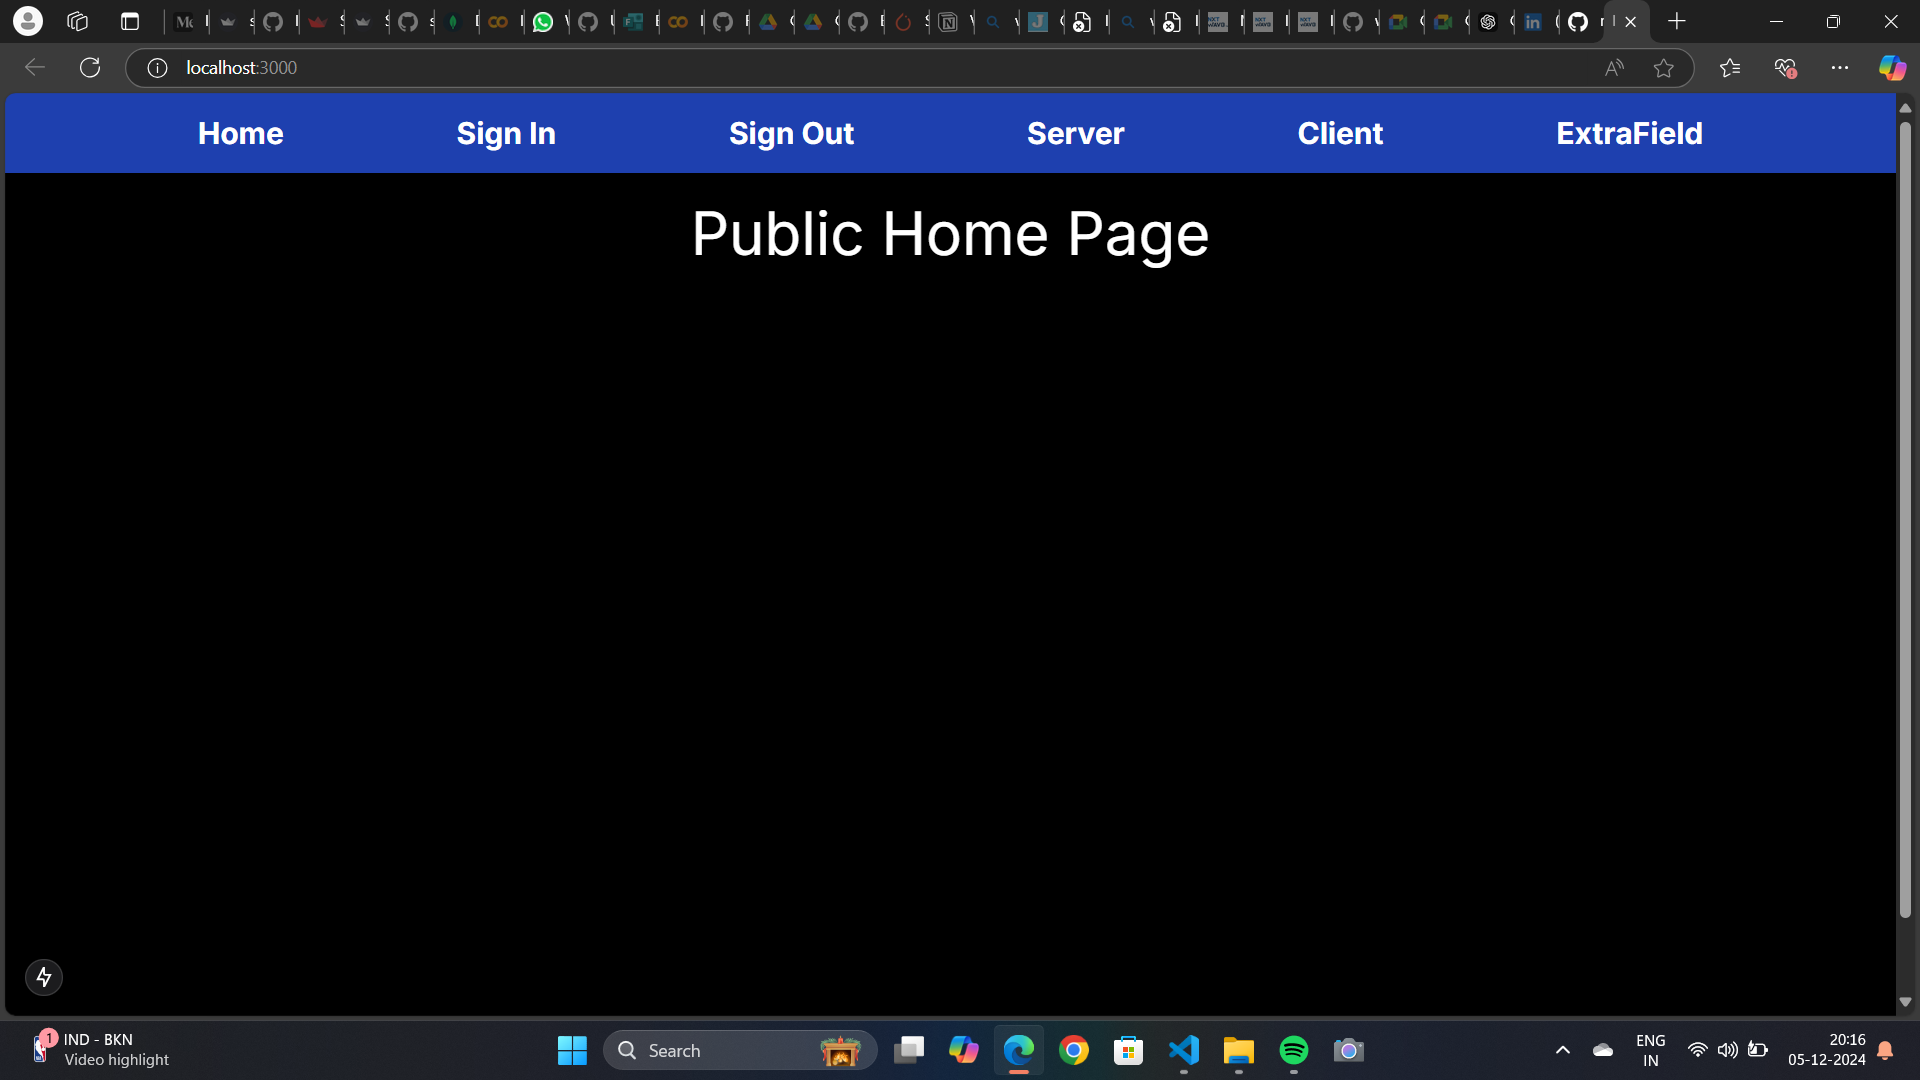 localhost:3000
Home Sign In Sign Out Server Client ExtraField
Public Home Page
1 IND - BKN
Video highlight
Search
ENG
IN
20:16
05-12-2024